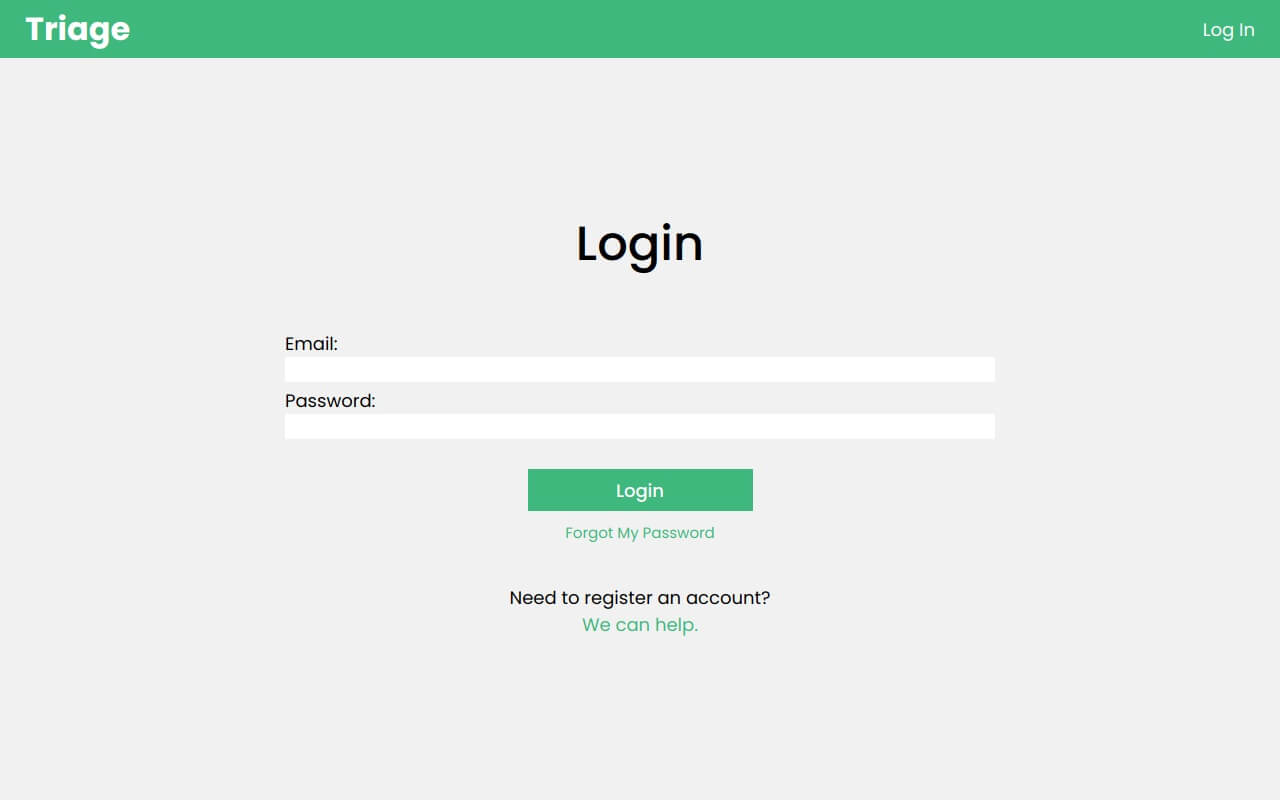 Triage
Log In
Login
Email:
Password:
Login
Forgot My Password
Need to register an account?
We can help.